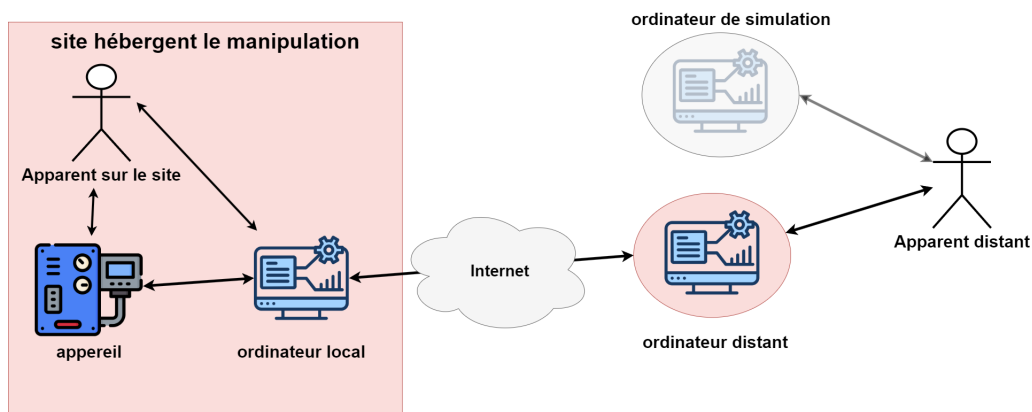 site hébergent le manipulation
ordinateur de simulation
Apparent sur le site
Apparent distant
Internet
appereil
ordinateur local
ordinateur distant